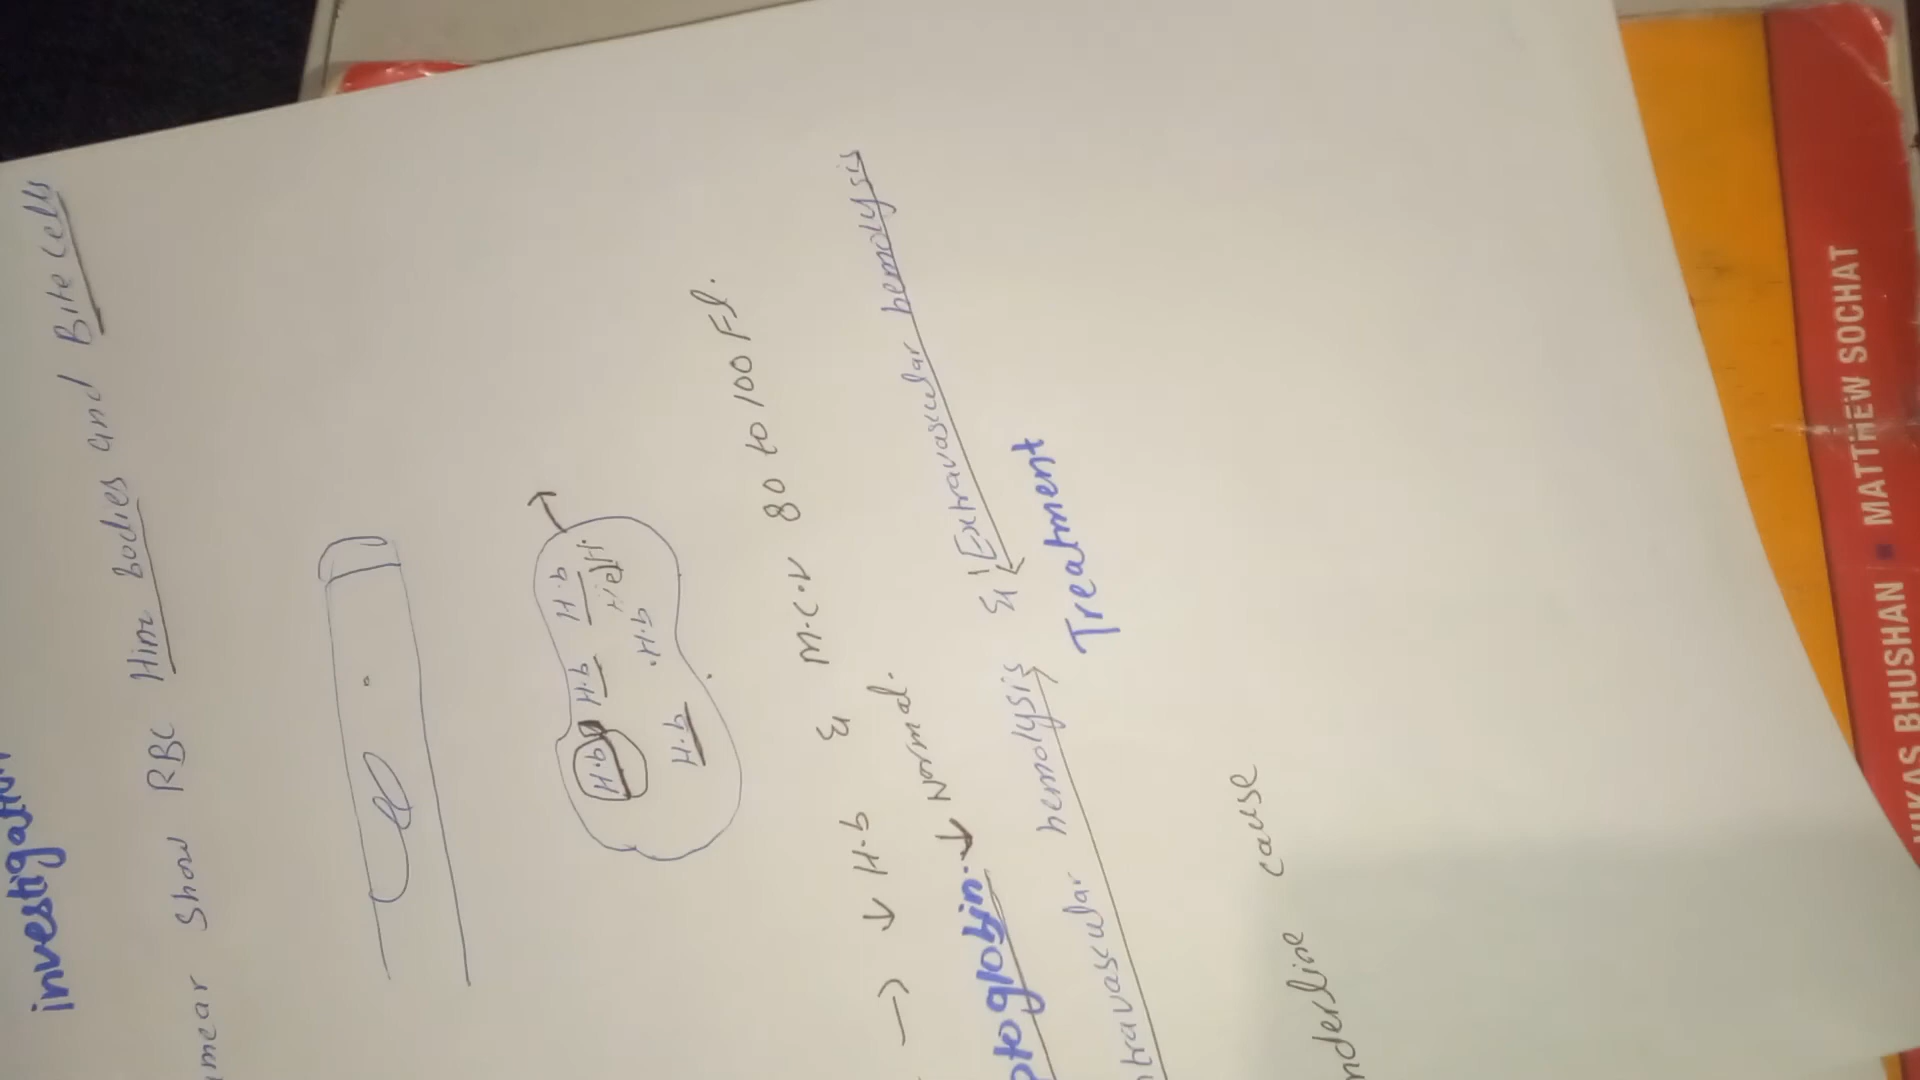 investigation
mear Show RBC Hinz bodies and Bite cells
H.b H.b H.b
H.b H.b
→ ↓ H.b & M.C.V 80 to 100 Fl.
ptoglobin. ↓ Normal.
ntravascular hemolysis & Extravascular hemolysis
Treatment
nderline cause
VIKAS BHUSHAN ▪ MATTHEW SOCHAT